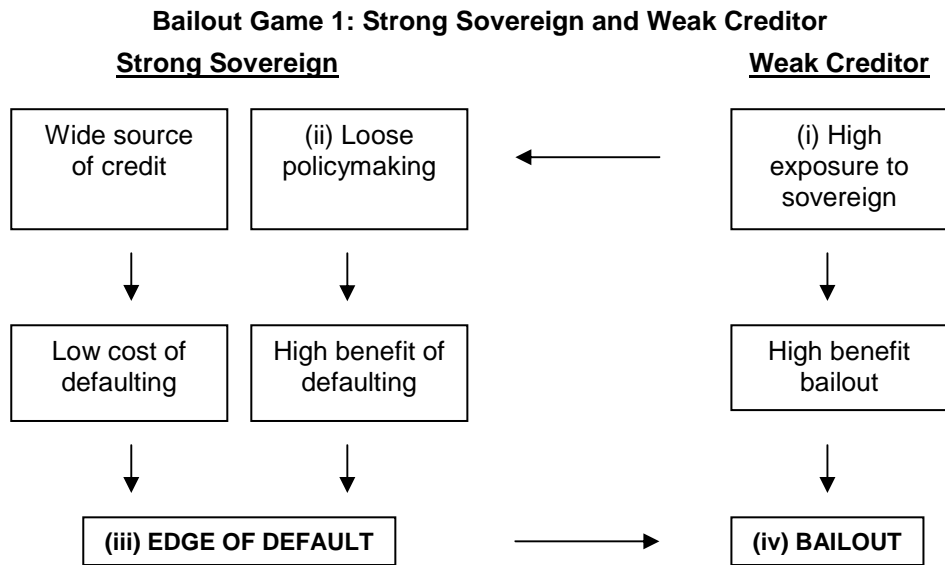 Bailout Game 1: Strong Sovereign and Weak Creditor
Strong Sovereign
Weak Creditor
Wide source
of credit
(ii) Loose
policymaking
(i) High
exposure to
sovereign
Low cost of
defaulting
High benefit of
defaulting
High benefit
bailout
(iii) EDGE OF DEFAULT
(iv) BAILOUT